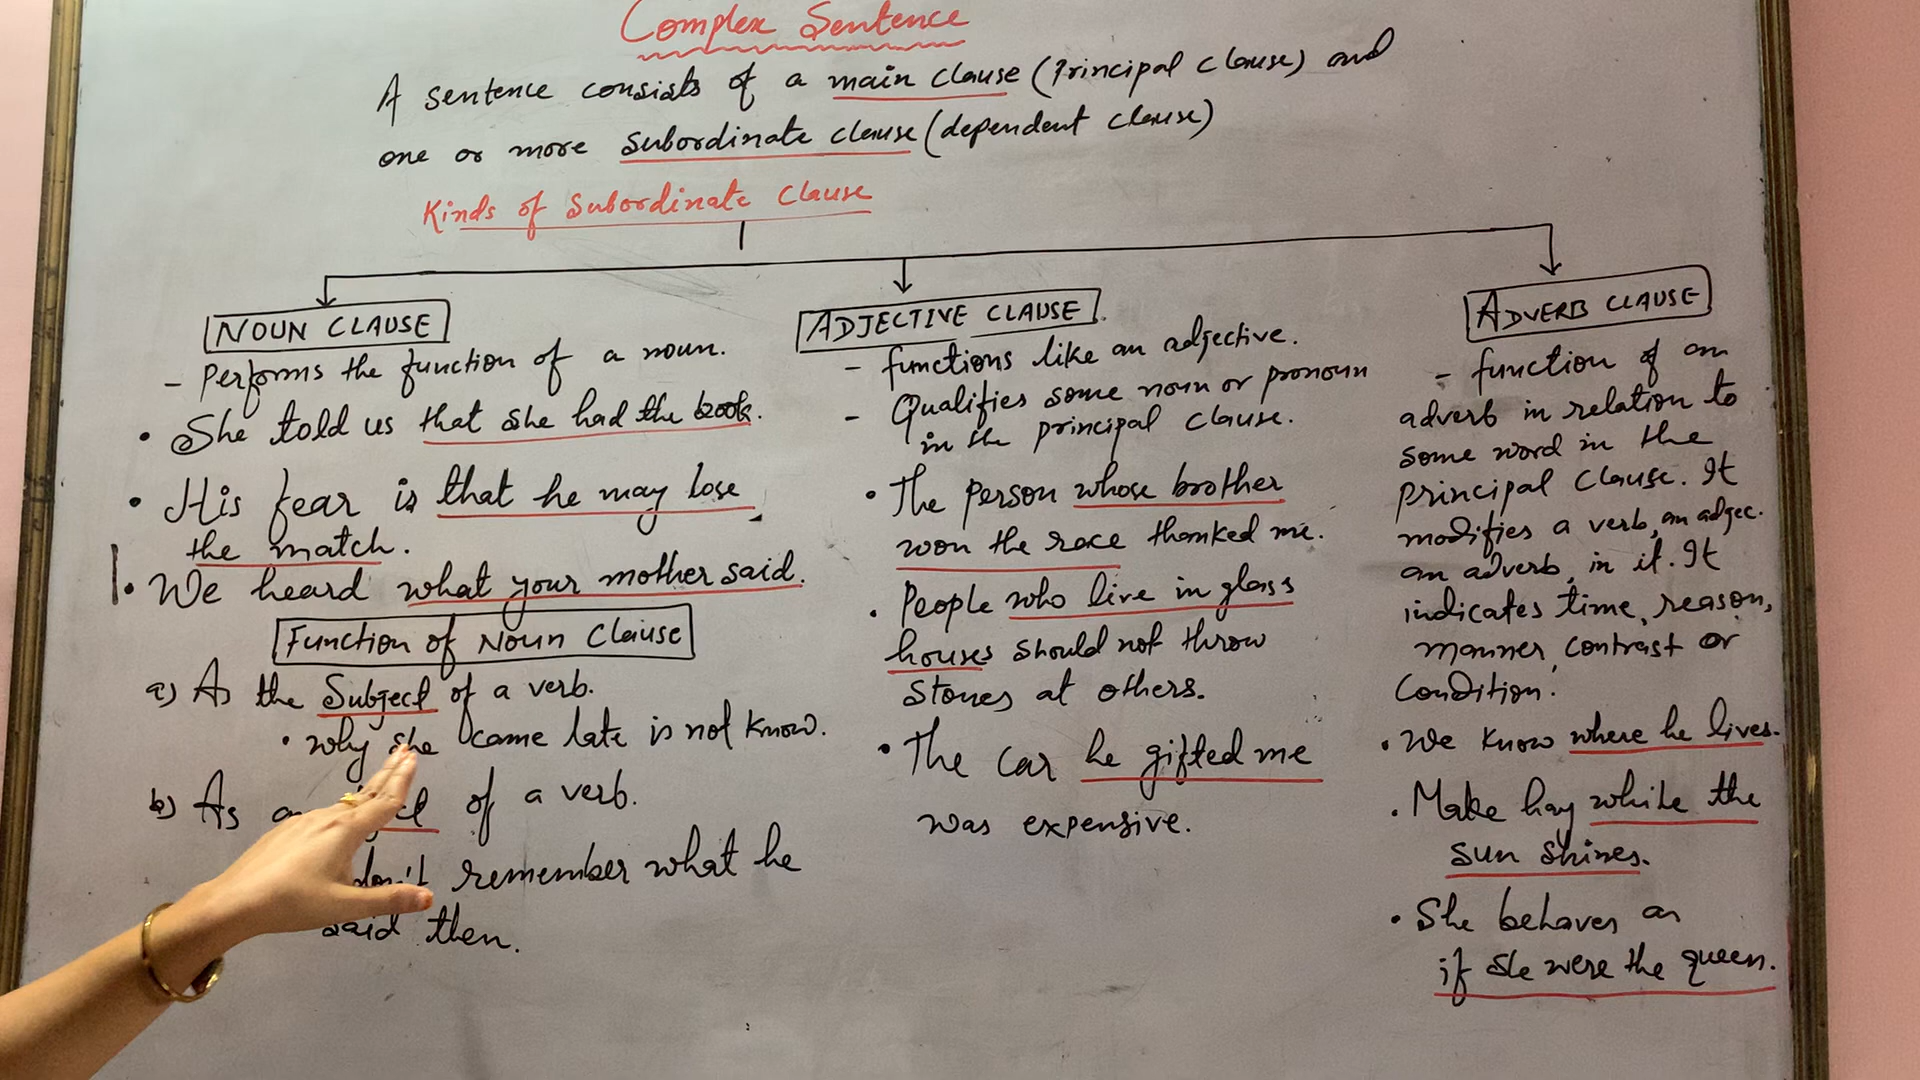 Complex Sentence
A sentence consists of a main clause (Principal clause) and
one or more subordinate clause (dependent clause)
Kinds of Subordinate Clause
NOUN CLAUSE
- Performs the function of a noun.
• She told us that she had the book.
• His fear is that he may lose
the match.
• We heard what your mother said.
Function of Noun Clause
a) As the Subject of a verb.
• why she came late is not know.
b) As of a verb.
don't remember what he
said then.
ADJECTIVE CLAUSE
- functions like an adjective.
- Qualifies some noun or pronoun
in the principal clause.
• The person whose brother
won the race thanked me.
• People who live in glass
houses should not throw
stones at others.
• The car he gifted me
was expensive.
ADVERB CLAUSE
- function of an
adverb in relation to
some word in the
principal clause. It
modifies a verb, an adjec.
an adverb, in it. It
indicates time, reason,
manner, contrast or
condition.
• We know where he lives.
• Make hay while the
sun shines.
• She behaves as
if she were the queen.